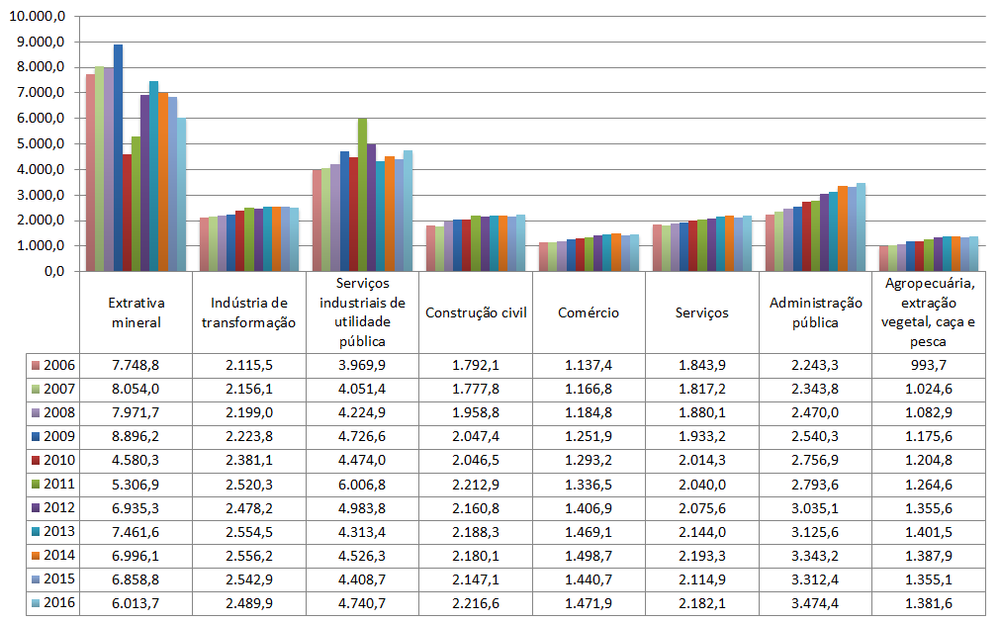 10.000,0
9.000,0
8.000,0
7.000,0
6.000,0
5.000,0
4.000,0
3.000,0
2.000,0
1.000,0
0,0
Extrativa
mineral
Indústria de
transformação
Serviços
industriais de
utilidade
pública
Construção civil
Comércio
Serviços
Administração
pública
Agropecuária,
extração
vegetal, caça e
pesca
2006 7.748,8 2.115,5 3.969,9 1.792,1 1.137,4 1.843,9 2.243,3 993,7
2007 8.054,0 2.156,1 4.051,4 1.777,8 1.166,8 1.817,2 2.343,8 1.024,6
2008 7.971,7 2.199,0 4.224,9 1.958,8 1.184,8 1.880,1 2.470,0 1.082,9
2009 8.896,2 2.223,8 4.726,6 2.047,4 1.251,9 1.933,2 2.540,3 1.175,6
2010 4.580,3 2.381,1 4.474,0 2.046,5 1.293,2 2.014,3 2.756,9 1.204,8
2011 5.306,9 2.520,3 6.006,8 2.212,9 1.336,5 2.040,0 2.793,6 1.264,6
2012 6.935,3 2.478,2 4.983,8 2.160,8 1.406,9 2.075,6 3.035,1 1.355,6
2013 7.461,6 2.554,5 4.313,4 2.188,3 1.469,1 2.144,0 3.125,6 1.401,5
2014 6.996,1 2.556,2 4.526,3 2.180,1 1.498,7 2.193,3 3.343,2 1.387,9
2015 6.858,8 2.542,9 4.408,7 2.147,1 1.440,7 2.114,9 3.312,4 1.355,1
2016 6.013,7 2.489,9 4.740,7 2.216,6 1.471,9 2.182,1 3.474,4 1.381,6